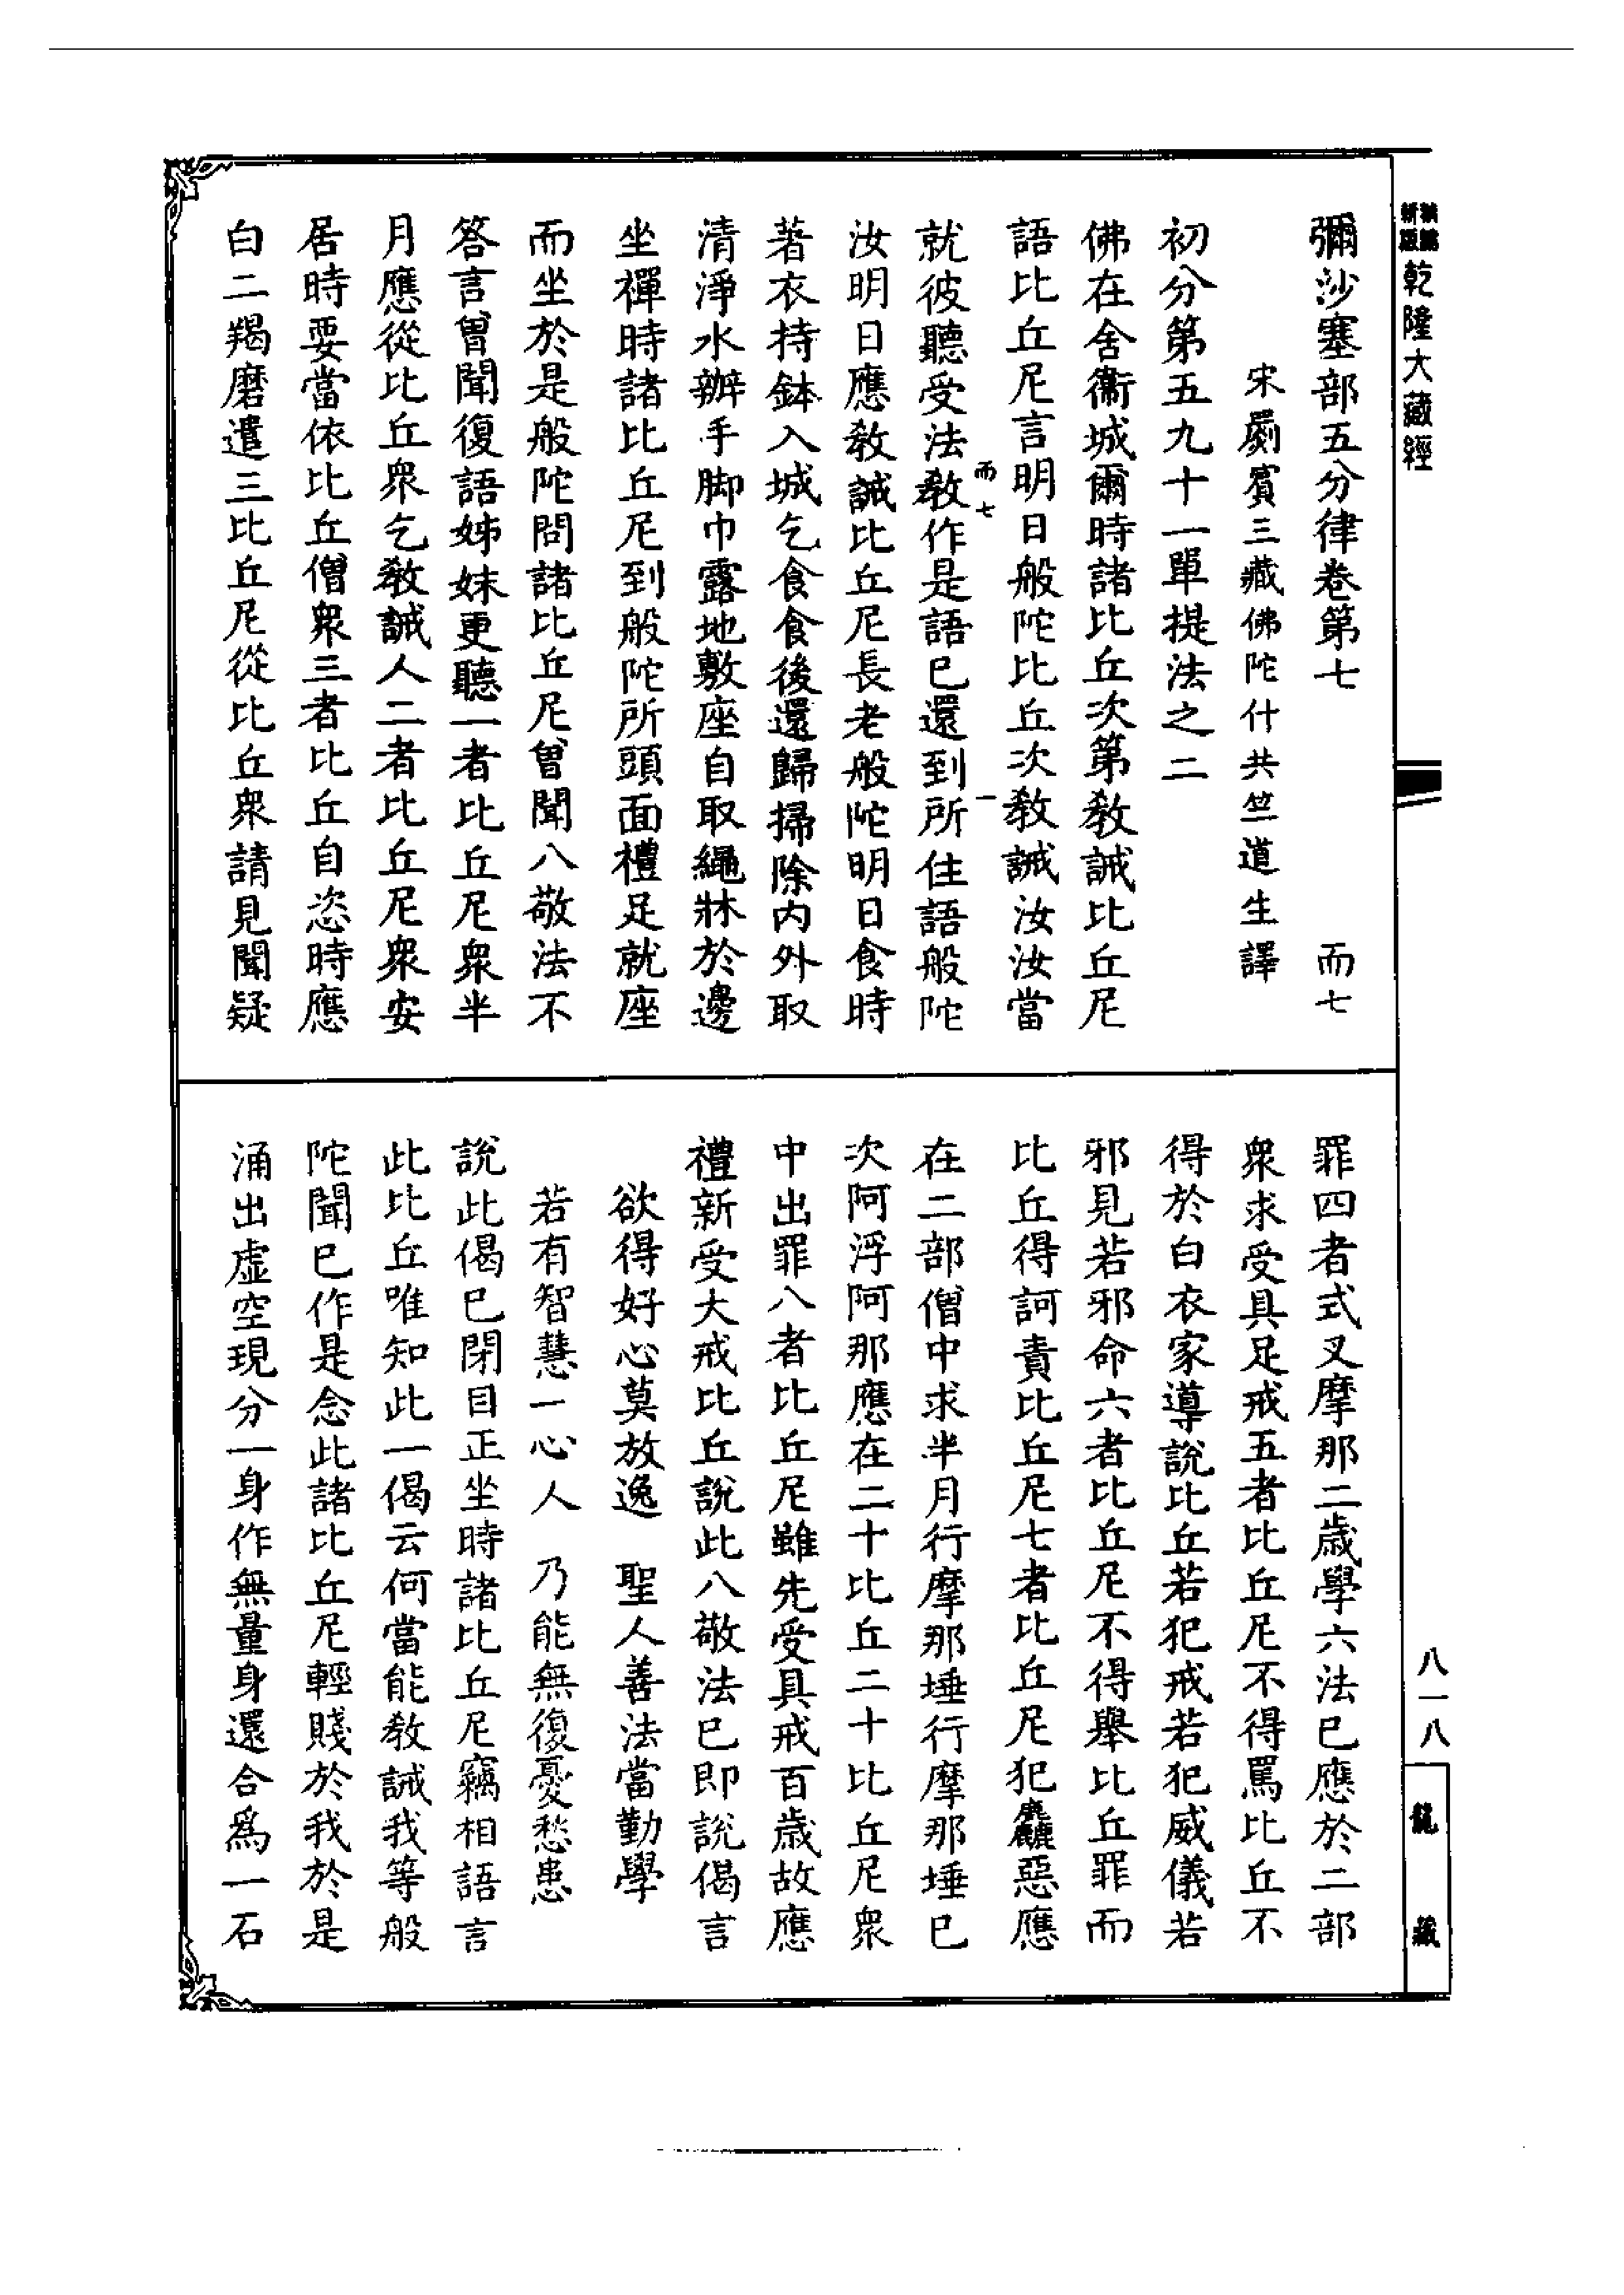 乾隆大藏經
彌沙塞部五分律卷第七 而七
宋罽賓三藏佛陀什共竺道生譯
初分第五九十一單提法之二
佛在舍衞城爾時諸比丘次第教誡比丘尼
語比丘尼言明日般陀比丘次教誡汝汝當
而七 一
就彼聽受法教作是語已還到所住語般陀
汝明日應教誡比丘尼長老般陀明日食時
著衣持鉢入城乞食食後還歸掃除内外取
清淨水辦手脚巾露地敷座自取繩牀於邊
坐禪時諸比丘尼到般陀所頭面禮足就座
而坐於是般陀問諸比丘尼曾聞八敬法不
答言曾聞復語姊妹更聽一者比丘尼衆半
月應從比丘衆乞教誡人二者比丘尼衆安
居時要當依比丘僧衆三者比丘自恣時應
白二羯磨遣三比丘尼從比丘衆請見聞疑
罪四者式叉摩那二歲學六法已應於二部
衆求受具足戒五者比丘尼不得罵比丘不
得於白衣家導説比丘若犯戒若犯威儀若
邪見若邪命六者比丘尼不得舉比丘罪而
比丘得訶責比丘尼七者比丘尼犯麤惡應
在二部僧中求半月行摩那埵行摩那埵已
次阿浮呵那應在二十比丘二十比丘尼衆
中出罪八者比丘尼雖先受具戒百歲故應
禮新受大戒比丘説此八敬法已即説偈言
欲得好心莫放逸 聖人善法當勤學
若有智慧一心人 乃能無復憂愁患
説此偈已閉目正坐時諸比丘尼竊相語言
此比丘唯知此一偈云何當能教誡我等般
陀聞已作是念此諸比丘尼輕賤於我於是
涌出虛空現分一身作無量身還合爲一石
八一八
龍藏